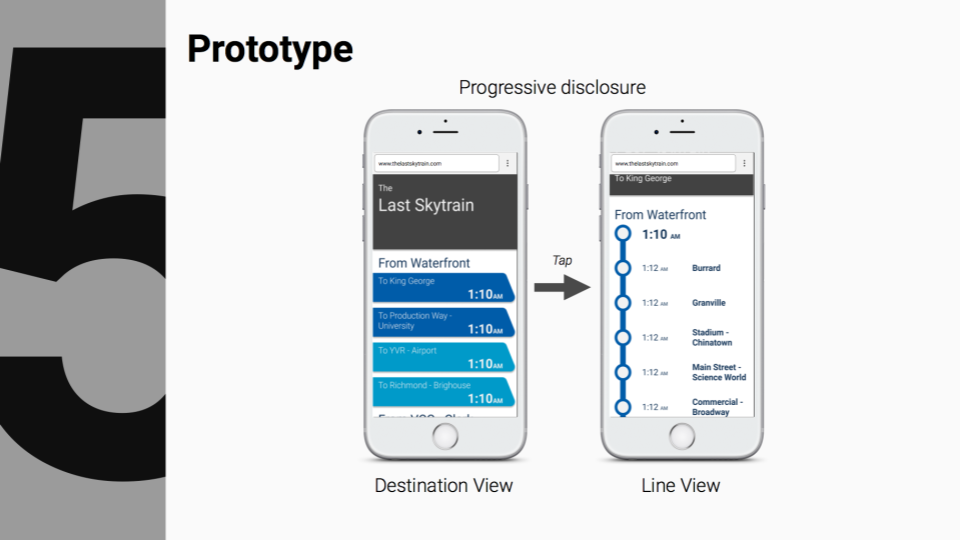 5
Prototype
Progressive disclosure
www.thelastskytrain.com
The
Last Skytrain
From Waterfront
To King George
1:10AM
To Production Way -
University
1:10AM
To YVR - Airport
1:10AM
To Richmond - Brighouse
1:10AM
Tap
www.thelastskytrain.com
To King George
From Waterfront
1:10 AM
1:12 AM Burrard
1:12 AM Granville
1:12 AM Stadium -
Chinatown
1:12 AM Main Street -
Science World
1:12 AM Commercial -
Broadway
Destination View
Line View